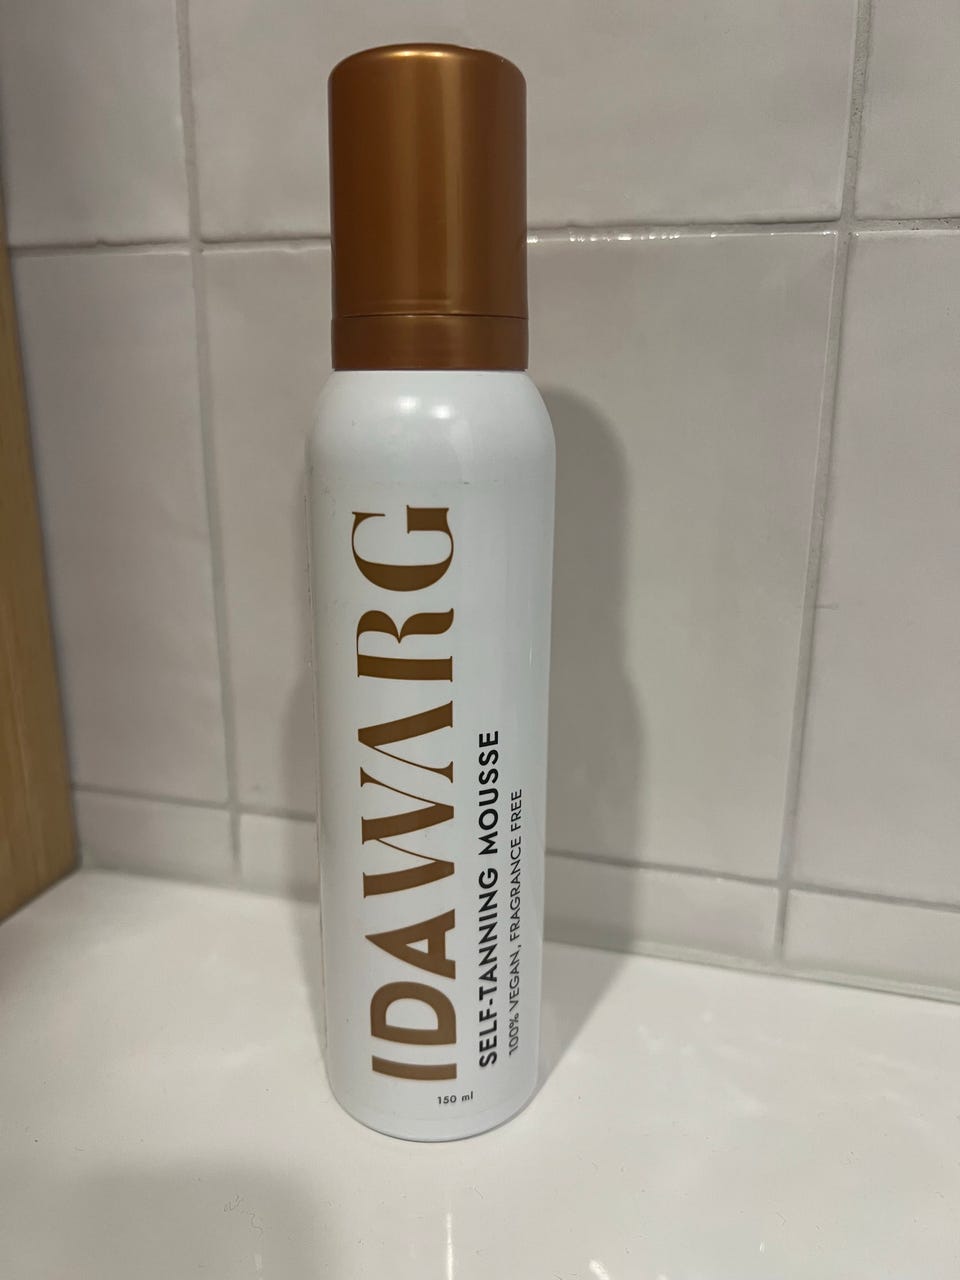 IDAWARG
SELF-TANNING MOUSSE
100% VEGAN, FRAGRANCE FREE
150 ml